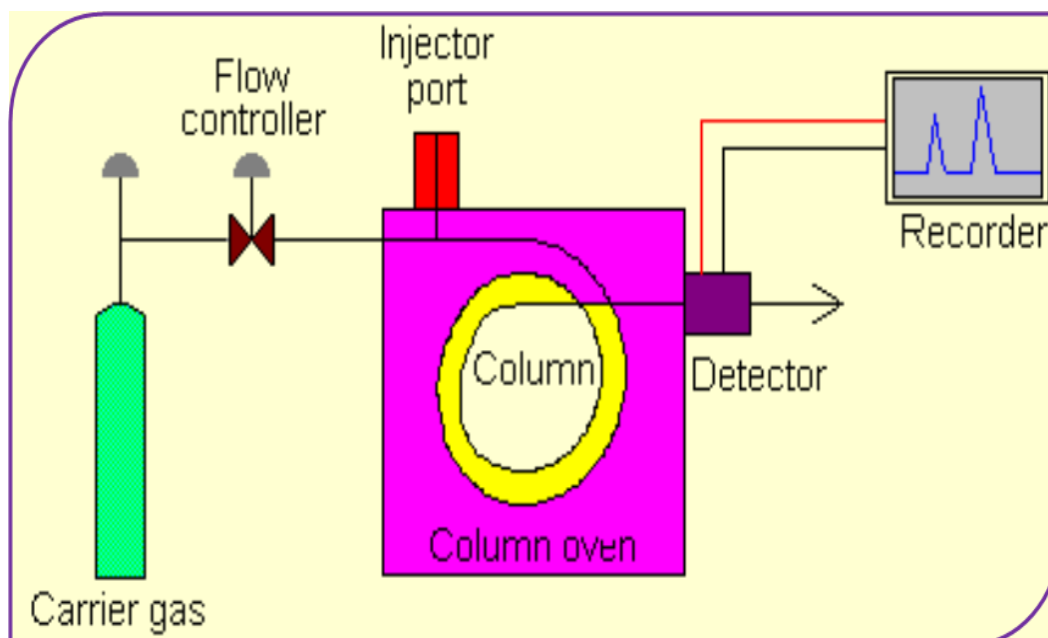 Injector
port
Flow
controller
Recorder
Column
Detector
Column oven
Carrier gas